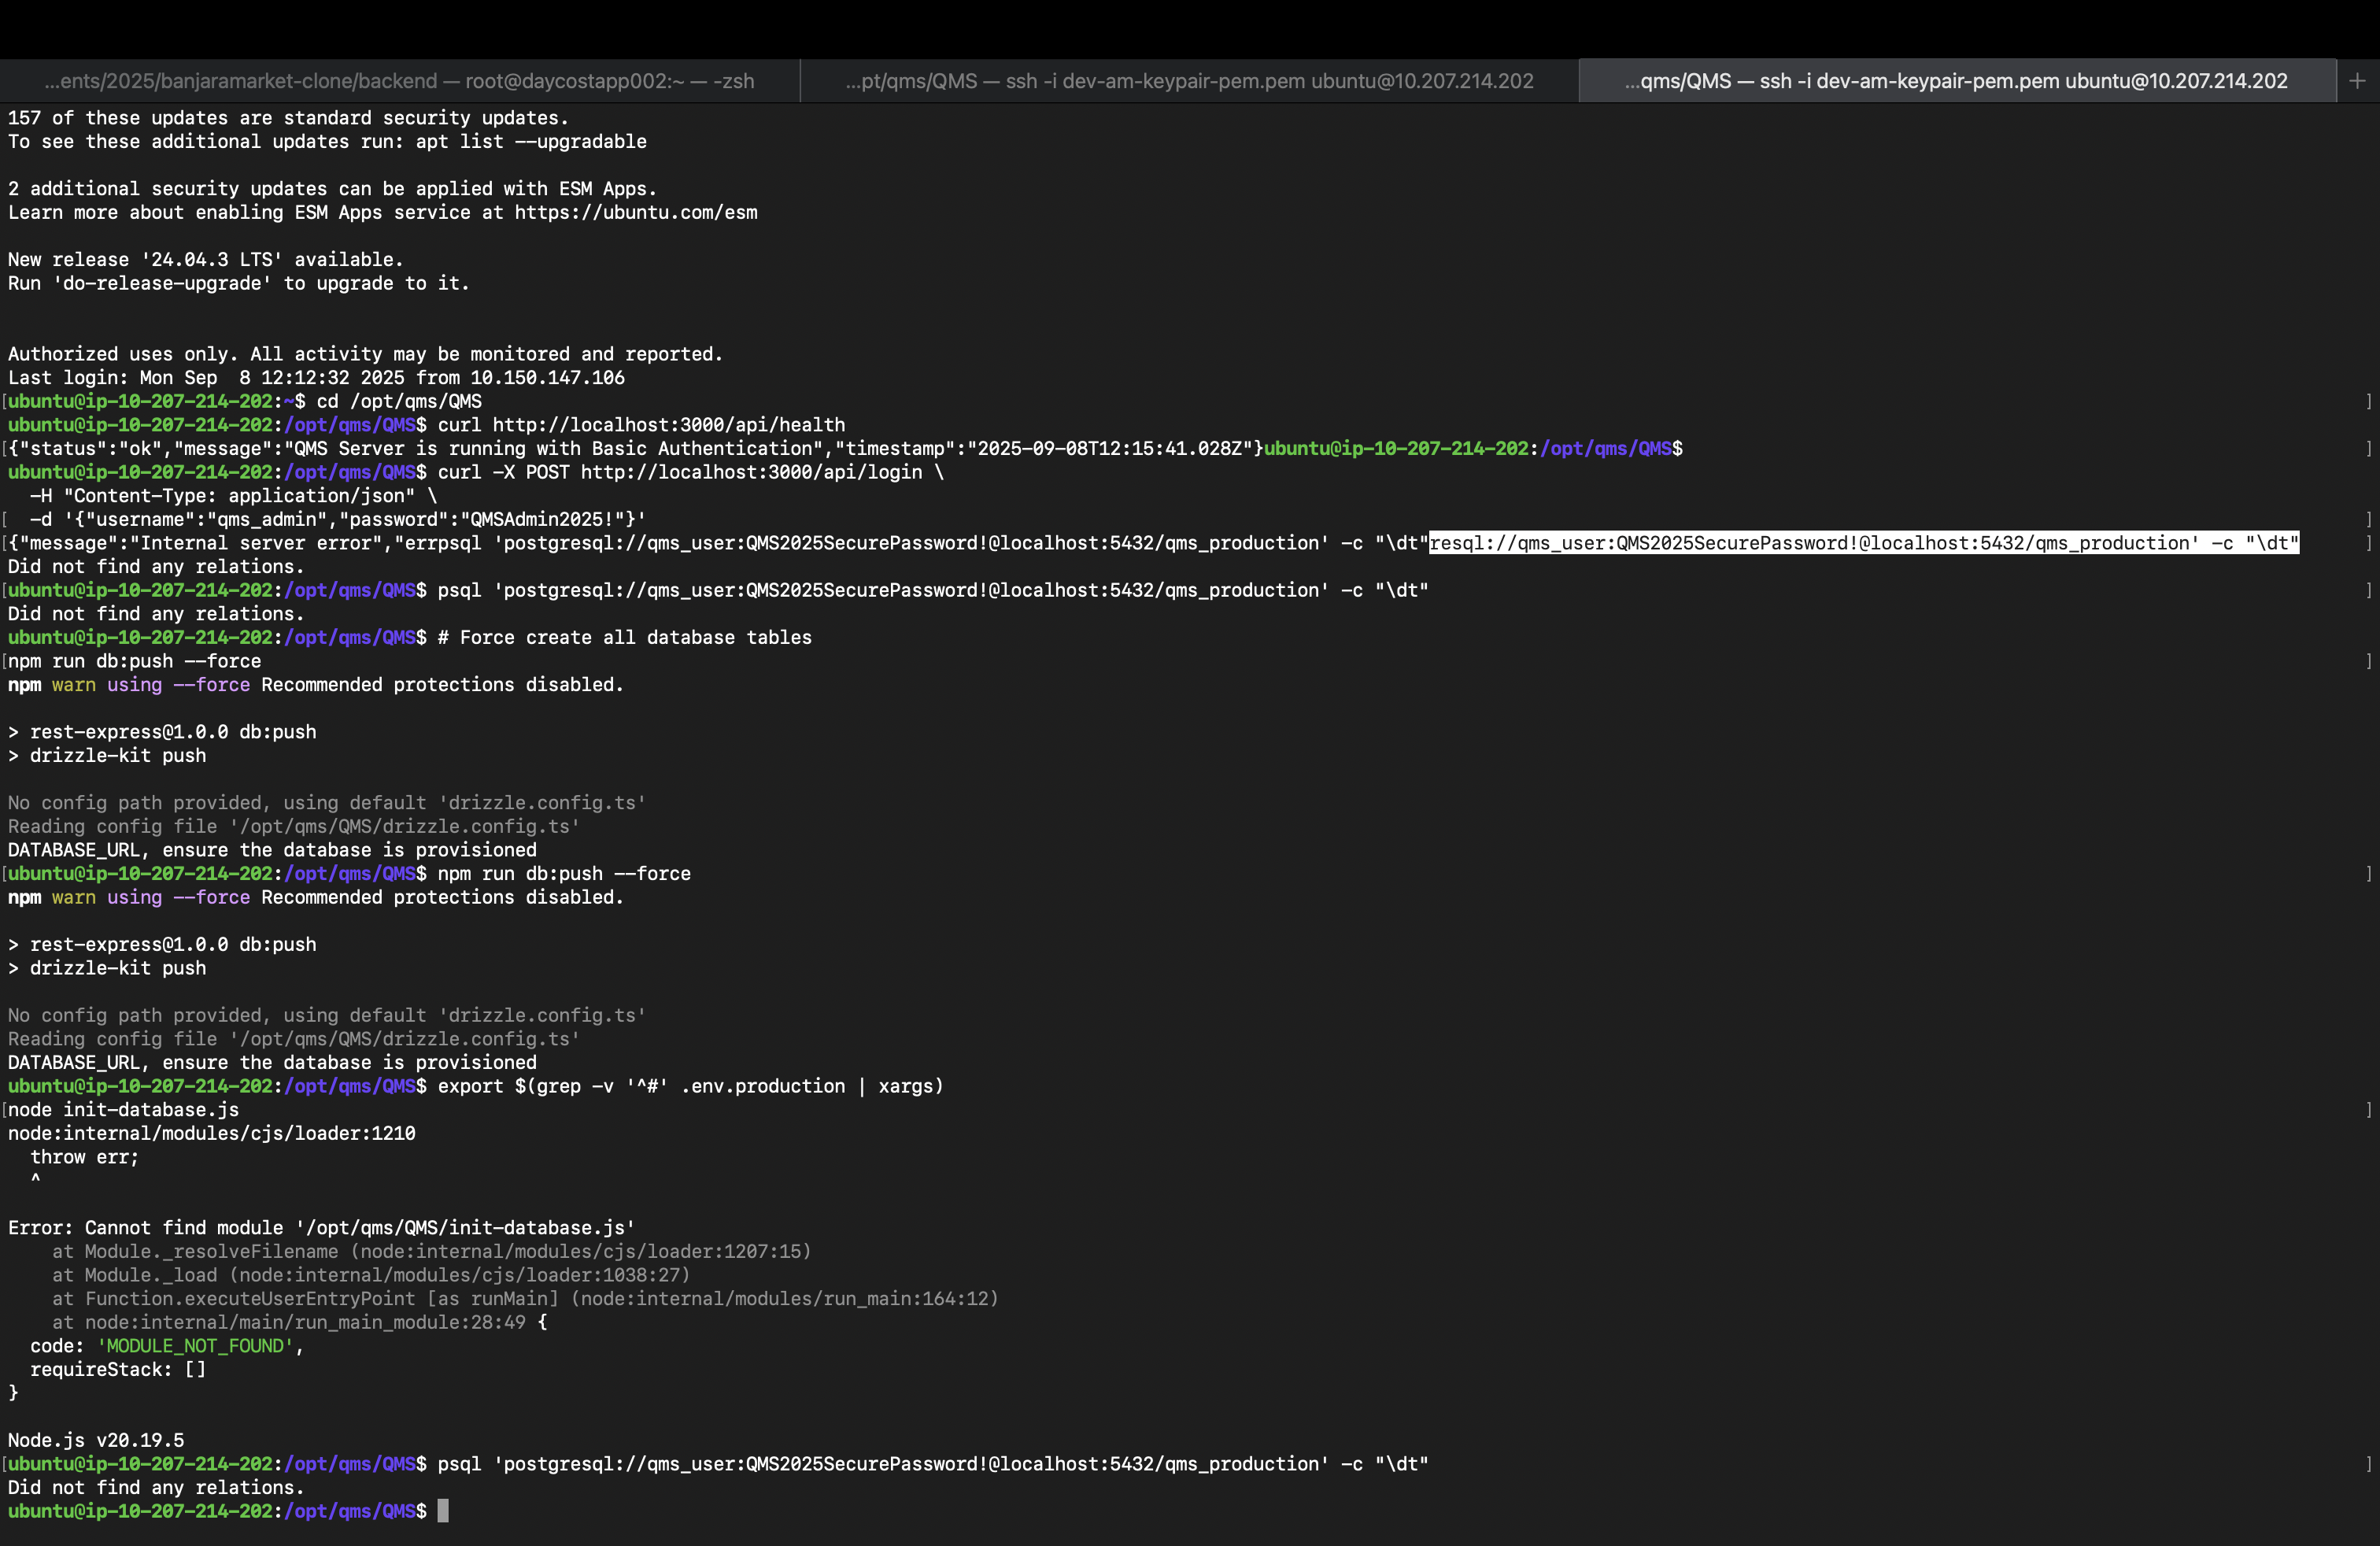 ...ents/2025/banjaramarket-clone/backend — root@daycostapp002:~ — -zsh
...pt/qms/QMS — ssh -i dev-am-keypair-pem.pem ubuntu@10.207.214.202
...qms/QMS — ssh -i dev-am-keypair-pem.pem ubuntu@10.207.214.202
+
157 of these updates are standard security updates.
To see these additional updates run: apt list --upgradable
2 additional security updates can be applied with ESM Apps.
Learn more about enabling ESM Apps service at https://ubuntu.com/esm
New release '24.04.3 LTS' available.
Run 'do-release-upgrade' to upgrade to it.
Authorized uses only. All activity may be monitored and reported.
Last login: Mon Sep  8 12:12:32 2025 from 10.150.147.106
[ubuntu@ip-10-207-214-202:~$ cd /opt/qms/QMS ]
ubuntu@ip-10-207-214-202:/opt/qms/QMS$ curl http://localhost:3000/api/health
[{"status":"ok","message":"QMS Server is running with Basic Authentication","timestamp":"2025-09-08T12:15:41.028Z"}ubuntu@ip-10-207-214-202:/opt/qms/QMS$ ]
ubuntu@ip-10-207-214-202:/opt/qms/QMS$ curl -X POST http://localhost:3000/api/login \
  -H "Content-Type: application/json" \
[  -d '{"username":"qms_admin","password":"QMSAdmin2025!"}' ]
[{"message":"Internal server error","errpsql 'postgresql://qms_user:QMS2025SecurePassword!@localhost:5432/qms_production' -c "\dt"resql://qms_user:QMS2025SecurePassword!@localhost:5432/qms_production' -c "\dt" ]
Did not find any relations.
[ubuntu@ip-10-207-214-202:/opt/qms/QMS$ psql 'postgresql://qms_user:QMS2025SecurePassword!@localhost:5432/qms_production' -c "\dt" ]
Did not find any relations.
ubuntu@ip-10-207-214-202:/opt/qms/QMS$ # Force create all database tables
[npm run db:push --force ]
npm warn using --force Recommended protections disabled.
> rest-express@1.0.0 db:push
> drizzle-kit push
No config path provided, using default 'drizzle.config.ts'
Reading config file '/opt/qms/QMS/drizzle.config.ts'
DATABASE_URL, ensure the database is provisioned
[ubuntu@ip-10-207-214-202:/opt/qms/QMS$ npm run db:push --force ]
npm warn using --force Recommended protections disabled.
> rest-express@1.0.0 db:push
> drizzle-kit push
No config path provided, using default 'drizzle.config.ts'
Reading config file '/opt/qms/QMS/drizzle.config.ts'
DATABASE_URL, ensure the database is provisioned
ubuntu@ip-10-207-214-202:/opt/qms/QMS$ export $(grep -v '^#' .env.production | xargs)
[node init-database.js ]
node:internal/modules/cjs/loader:1210
  throw err;
  ^
Error: Cannot find module '/opt/qms/QMS/init-database.js'
    at Module._resolveFilename (node:internal/modules/cjs/loader:1207:15)
    at Module._load (node:internal/modules/cjs/loader:1038:27)
    at Function.executeUserEntryPoint [as runMain] (node:internal/modules/run_main:164:12)
    at node:internal/main/run_main_module:28:49 {
  code: 'MODULE_NOT_FOUND',
  requireStack: []
}
Node.js v20.19.5
[ubuntu@ip-10-207-214-202:/opt/qms/QMS$ psql 'postgresql://qms_user:QMS2025SecurePassword!@localhost:5432/qms_production' -c "\dt" ]
Did not find any relations.
ubuntu@ip-10-207-214-202:/opt/qms/QMS$